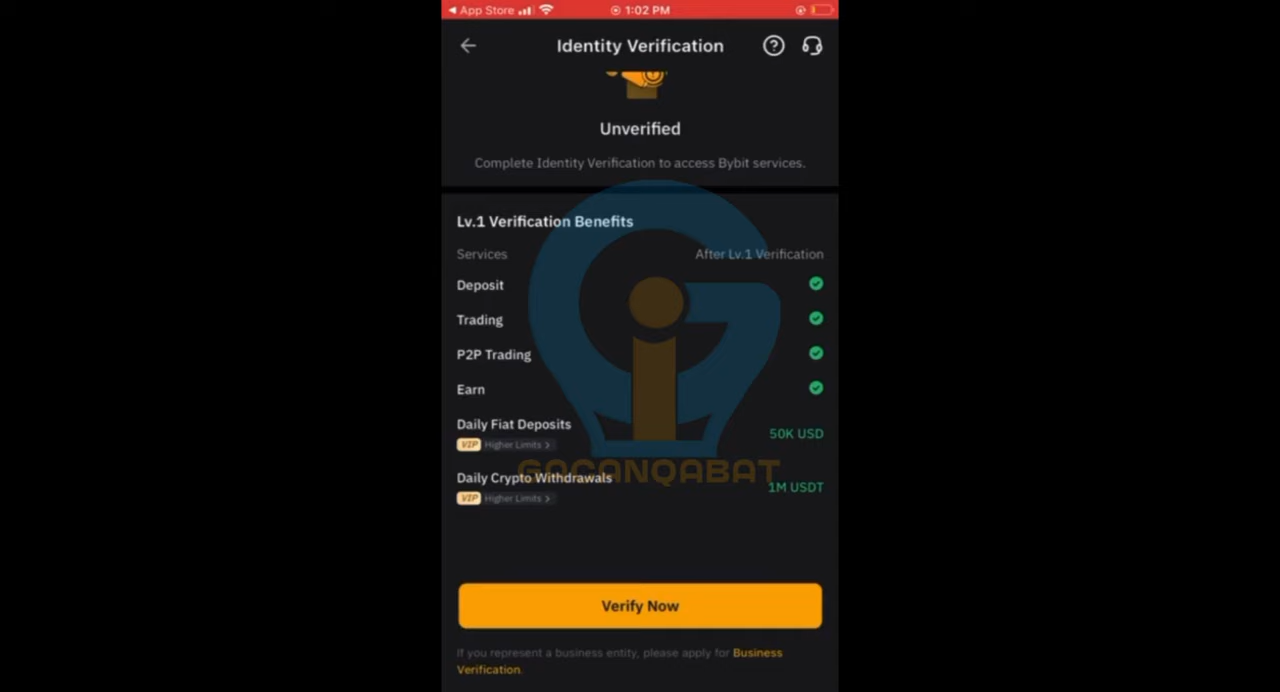 App Store 1:02 PM
Identity Verification
Unverified
Complete Identity Verification to access Bybit services.
Lv.1 Verification Benefits
Services After Lv.1 Verification
Deposit
Trading
P2P Trading
Earn
Daily Fiat Deposits
50K USD
VIP Higher Limits >
GOCANQABAT
Daily Crypto Withdrawals
1M USDT
VIP Higher Limits >
Verify Now
If you represent a business entity, please apply for Business
Verification.